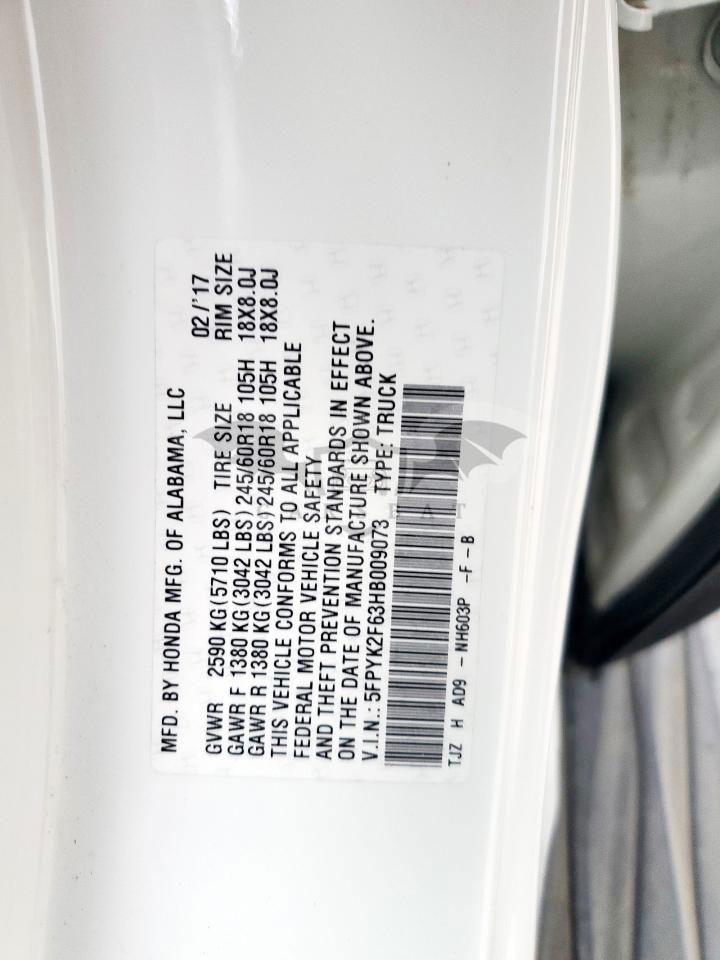 MFD. BY HONDA MFG. OF ALABAMA, LLC 02/'17
GVWR 2590 KG(5710 LBS) TIRE SIZE RIM SIZE
GAWR F 1380 KG(3042 LBS)245/60R18 105H 18X8.0J
GAWR R 1380 KG(3042 LBS)245/60R18 105H 18X8.0J
THIS VEHICLE CONFORMS TO ALL APPLICABLE
FEDERAL MOTOR VEHICLE SAFETY
AND THEFT PREVENTION STANDARDS IN EFFECT
ON THE DATE OF MANUFACTURE SHOWN ABOVE.
V.I.N.: 5FPYK2F63HB009073 TYPE: TRUCK
TJZ H AD9 - NH603P -F -B